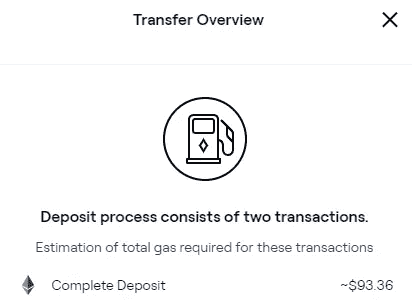 Transfer Overview
Deposit process consists of two transactions.
Estimation of total gas required for these transactions
Complete Deposit ~$93.36